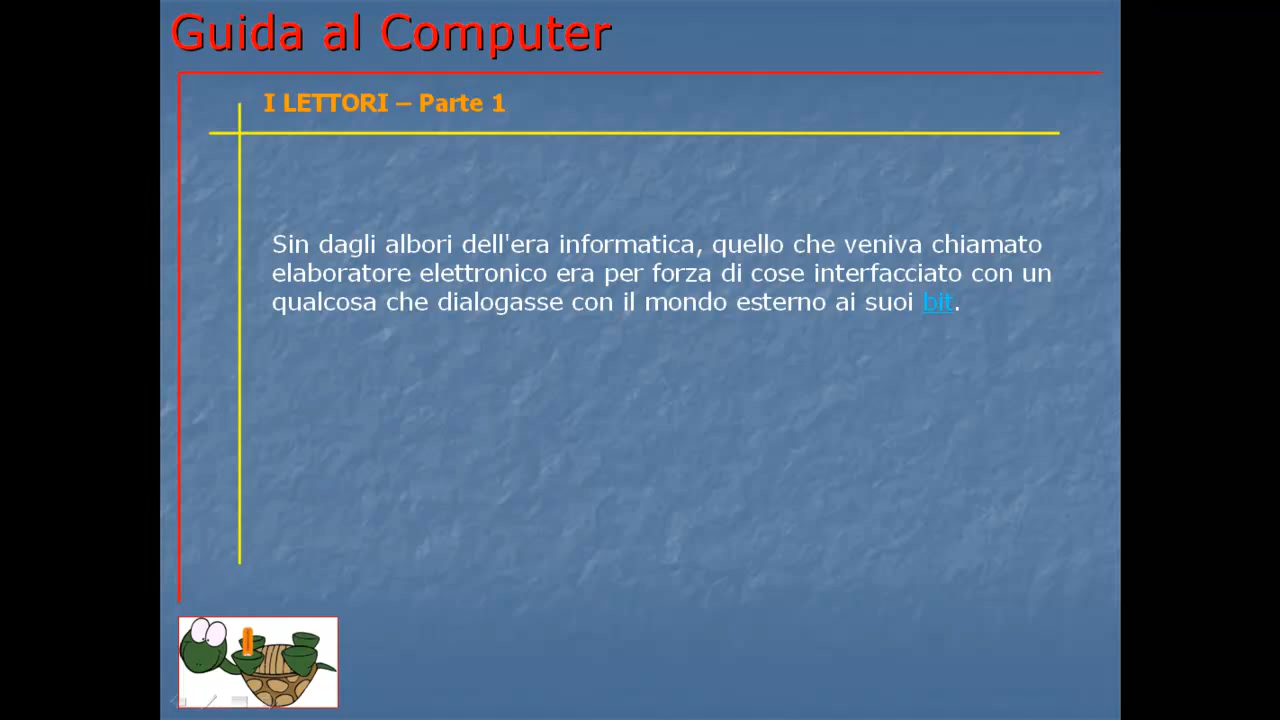 Guida al Computer
I LETTORI – Parte 1
Sin dagli albori dell'era informatica, quello che veniva chiamato
elaboratore elettronico era per forza di cose interfacciato con un
qualcosa che dialogasse con il mondo esterno ai suoi bit.